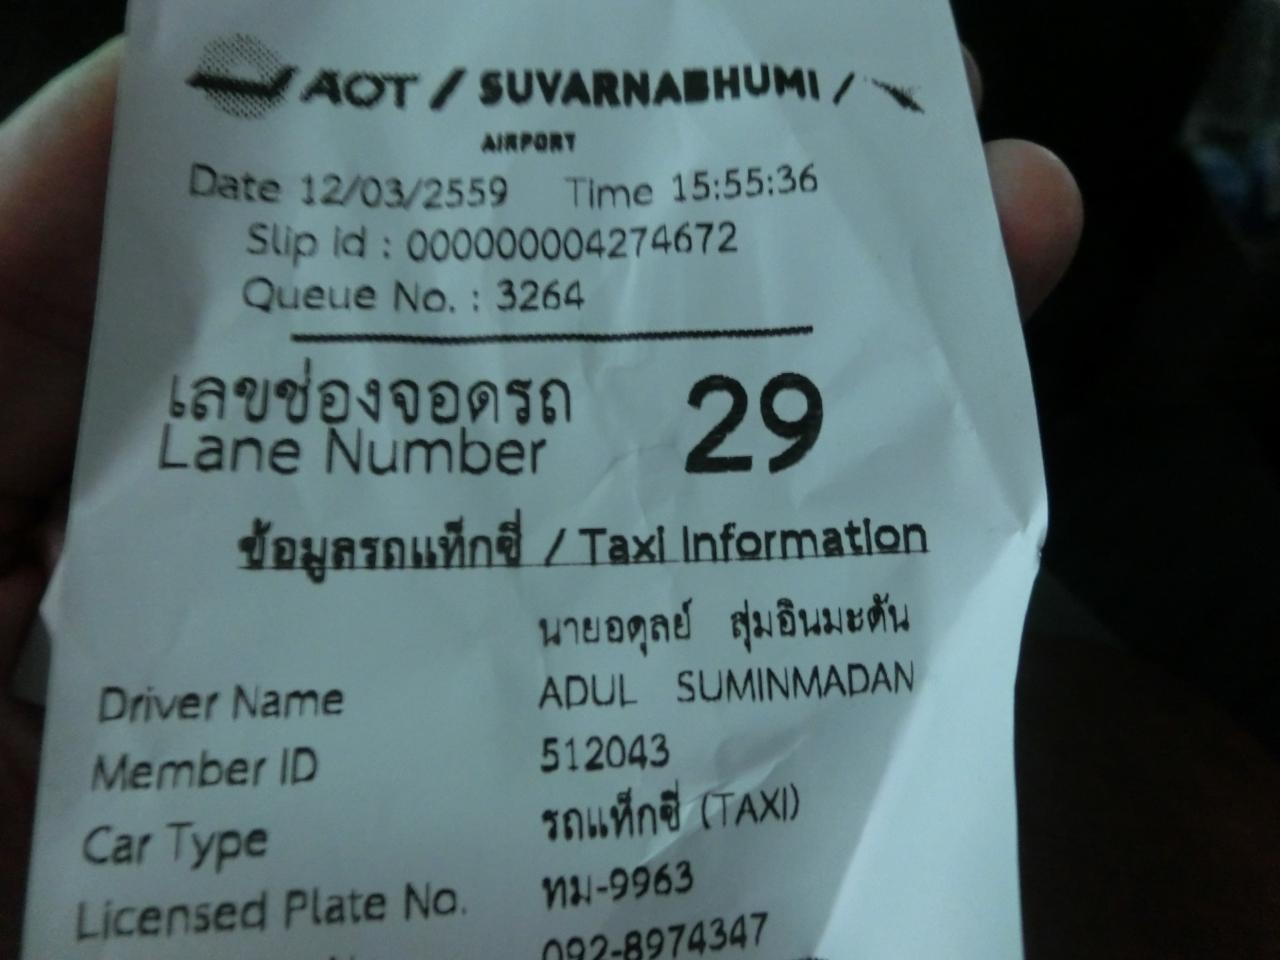 AOT / SUVARNABHUMI /
AIRPORT
Date 12/03/2559 Time 15:55:36
Slip id : 000000004274672
Queue No. : 3264
เลขช่องจอดรถ 29
Lane Number
ข้อมูลรถแท็กซี่ / Taxi Information
นายอดุลย์ สุ่มอินมะดัน
Driver Name ADUL SUMINMADAN
Member ID 512043
Car Type รถแท็กซี่ (TAXI)
Licensed Plate No. ทม-9963
092-8974347